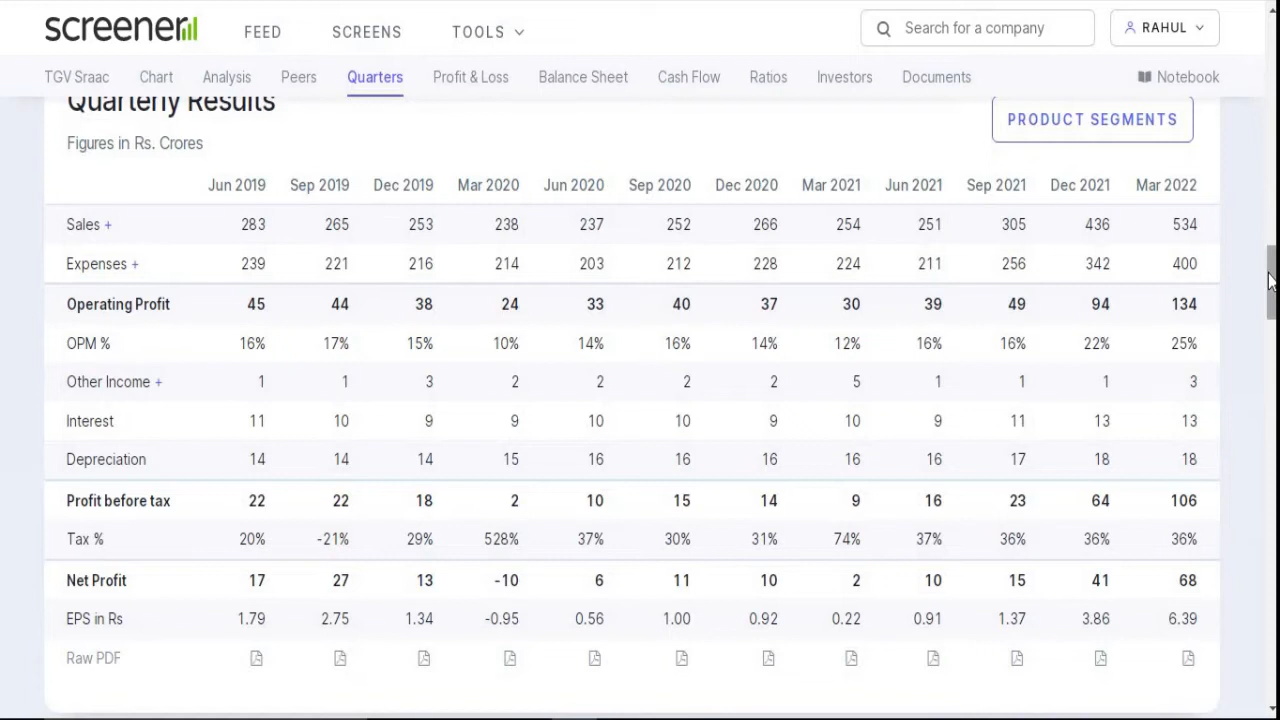 screener FEED SCREENS TOOLS Search for a company RAHUL
TGV Sraac Chart Analysis Peers Quarters Profit & Loss Balance Sheet Cash Flow Ratios Investors Documents Notebook
Quarterly Results
PRODUCT SEGMENTS
Figures in Rs. Crores
Jun 2019 Sep 2019 Dec 2019 Mar 2020 Jun 2020 Sep 2020 Dec 2020 Mar 2021 Jun 2021 Sep 2021 Dec 2021 Mar 2022
Sales + 283 265 253 238 237 252 266 254 251 305 436 534
Expenses + 239 221 216 214 203 212 228 224 211 256 342 400
Operating Profit 45 44 38 24 33 40 37 30 39 49 94 134
OPM % 16% 17% 15% 10% 14% 16% 14% 12% 16% 16% 22% 25%
Other Income + 1 1 3 2 2 2 2 5 1 1 1 3
Interest 11 10 9 9 10 10 9 10 9 11 13 13
Depreciation 14 14 14 15 16 16 16 16 16 17 18 18
Profit before tax 22 22 18 2 10 15 14 9 16 23 64 106
Tax % 20% -21% 29% 528% 37% 30% 31% 74% 37% 36% 36% 36%
Net Profit 17 27 13 -10 6 11 10 2 10 15 41 68
EPS in Rs 1.79 2.75 1.34 -0.95 0.56 1.00 0.92 0.22 0.91 1.37 3.86 6.39
Raw PDF